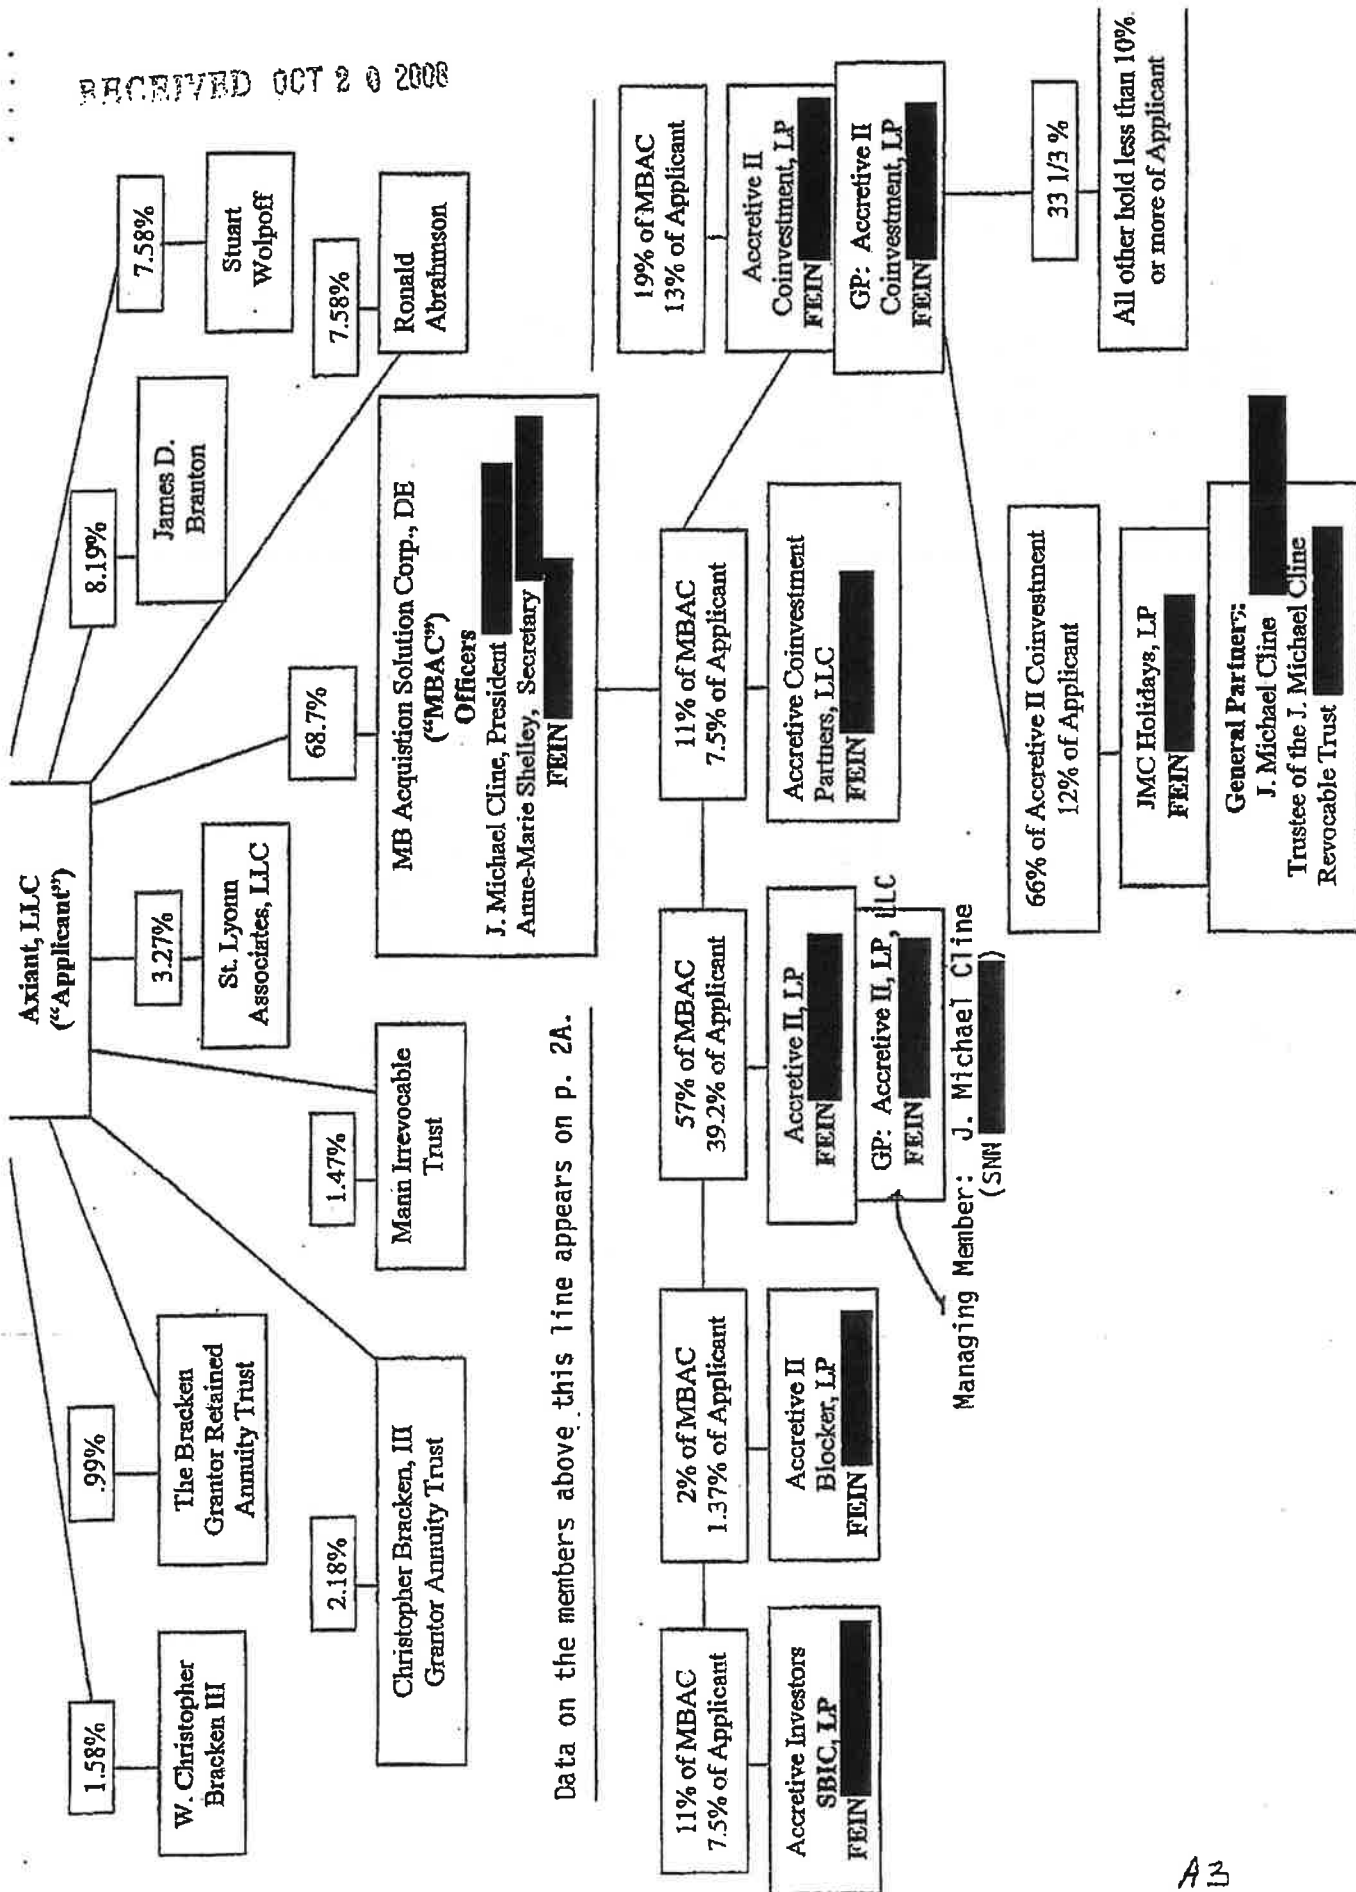 RECEIVED OCT 20 2008
Axiant, LLC
("Applicant")
1.58%
W. Christopher
Bracken III
.99%
The Bracken
Grantor Retained
Annuity Trust
2.18%
Christopher Bracken, III
Grantor Annuity Trust
1.47%
Mann Irrevocable
Trust
3.27%
St. Lyonn
Associates, LLC
68.7%
MB Acquistion Solution Corp., DE
("MBAC")
Officers
J. Michael Cline, President
Anne-Marie Shelley, Secretary
FEIN
8.19%
James D.
Branton
7.58%
Stuart
Wolpoff
7.58%
Ronald
Abrahmson
Data on the members above this line appears on p. 2A.
11% of MBAC
7.5% of Applicant
Accretive Investors
SBIC, LP
FEIN
2% of MBAC
1.37% of Applicant
Accretive II
Blocker, LP
FEIN
57% of MBAC
39.2% of Applicant
Accretive II, LP
FEIN
GP: Accretive II, LP, LLC
FEIN
Managing Member: J. Michael Cline
(SNN )
11% of MBAC
7.5% of Applicant
Accretive Coinvestment
Partners, LLC
FEIN
19% of MBAC
13% of Applicant
Accretive II
Coinvestment, LP
FEIN
GP: Accretive II
Coinvestment, LP
FEIN
66% of Accretive II Coinvestment
12% of Applicant
JMC Holidays, LP
FEIN
General Partners:
J. Michael Cline
Trustee of the J. Michael Cline
Revocable Trust
33 1/3 %
All other hold less than 10%
or more of Applicant
A3